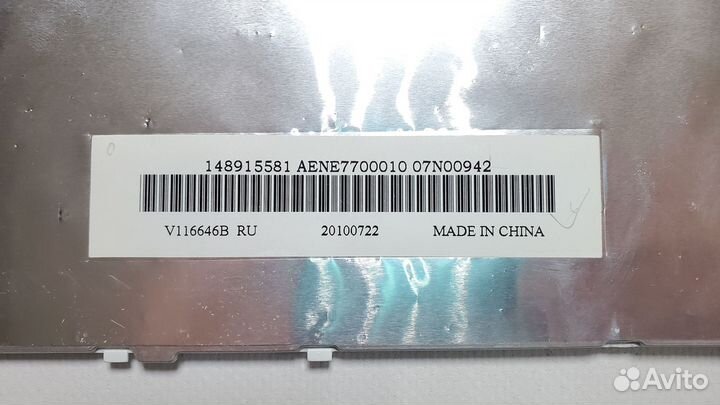 148915581 AENE7700010 07N00942
V116646B RU 20100722 MADE IN CHINA
Avito